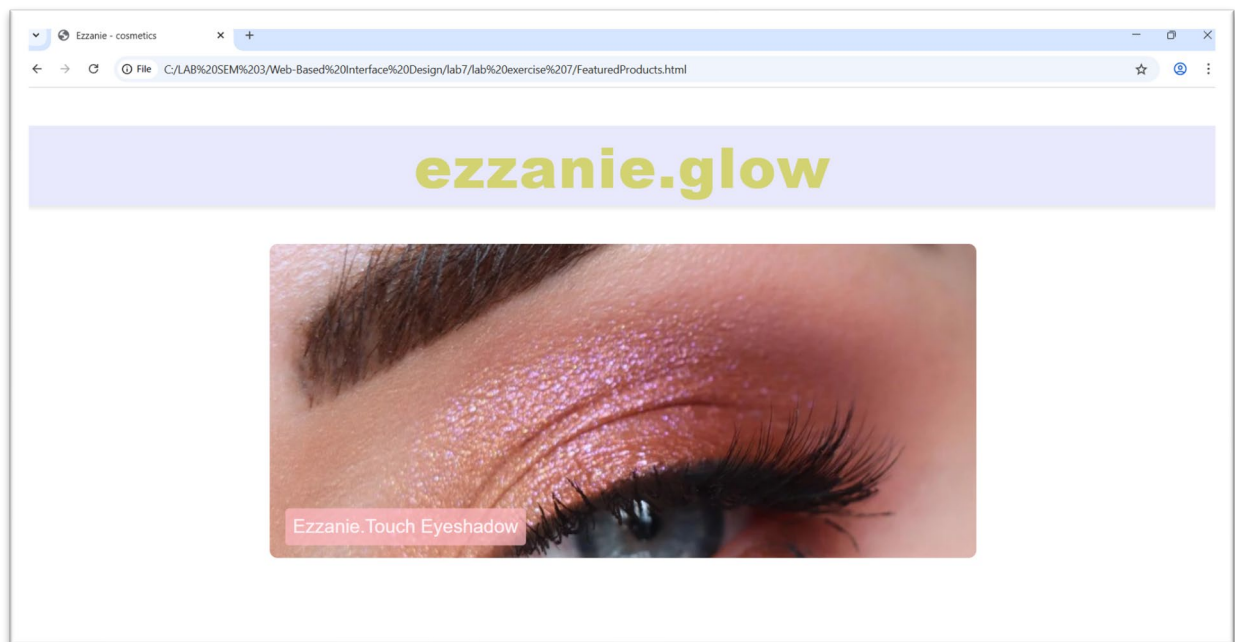 Ezzanie - cosmetics
File C:/LAB%20SEM%203/Web-Based%20Interface%20Design/lab7/lab%20exercise%207/FeaturedProducts.html
ezzanie.glow
Ezzanie.Touch Eyeshadow